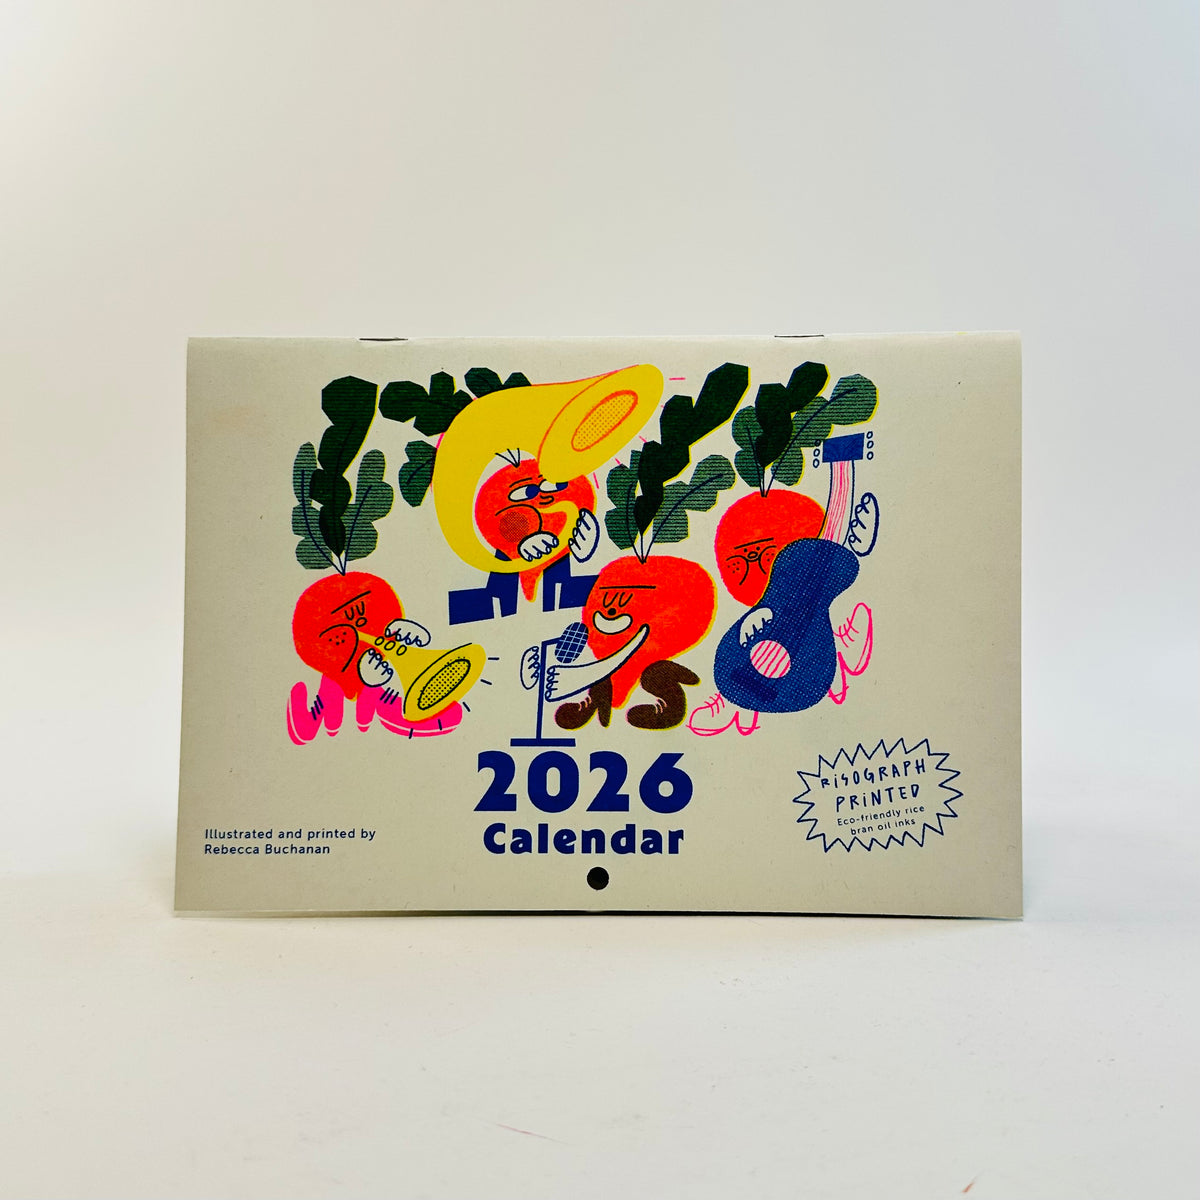 2026
Calendar
Illustrated and printed by
Rebecca Buchanan
RiSOGRAPH
PRiNTED
Eco-friendly rice
bran oil inks